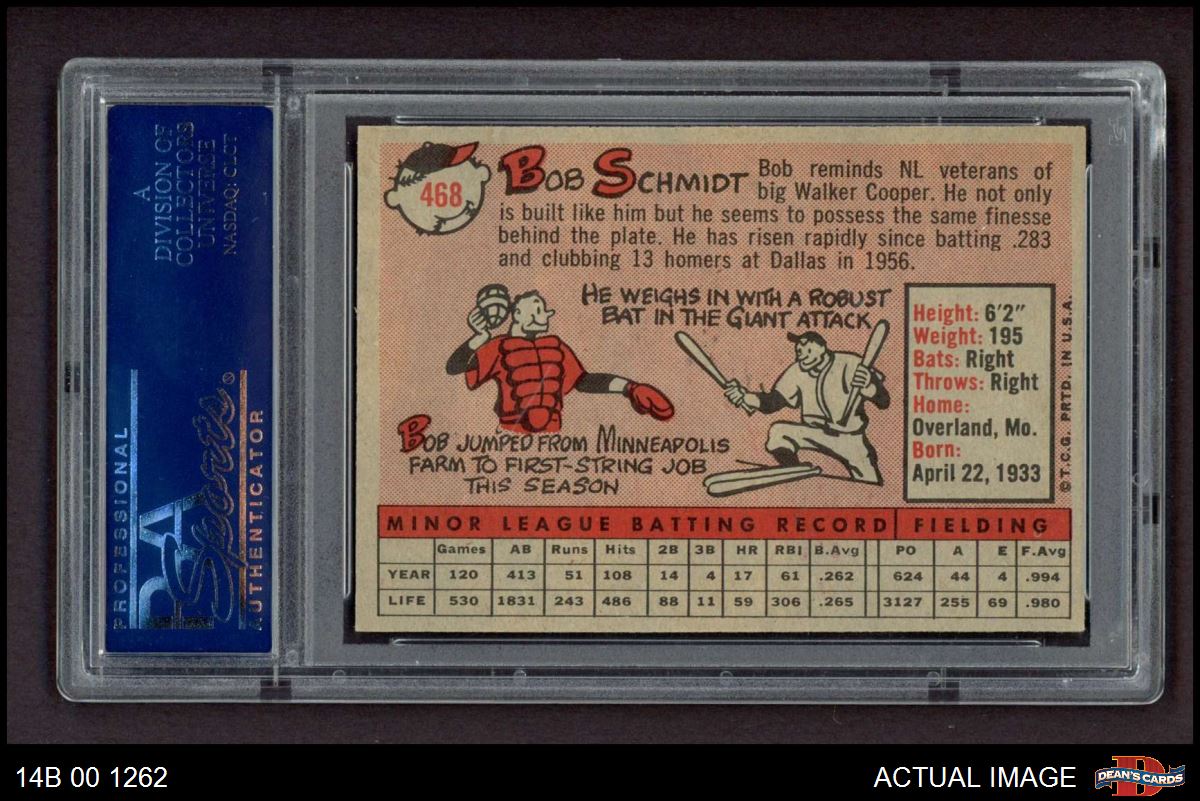 A
DIVISION OF
COLLECTORS
UNIVERSE
NASDAQ: CLCT
PROFESSIONAL
PSA
Sports®
AUTHENTICATOR
468
BOB SCHMIDT
Bob reminds NL veterans of
big Walker Cooper. He not only
is built like him but he seems to possess the same finesse
behind the plate. He has risen rapidly since batting .283
and clubbing 13 homers at Dallas in 1956.
HE WEIGHS IN WITH A ROBUST
BAT IN THE GIANT ATTACK
BOB JUMPED FROM MINNEAPOLIS
FARM TO FIRST-STRING JOB
THIS SEASON
Height: 6'2"
Weight: 195
Bats: Right
Throws: Right
Home:
Overland, Mo.
Born:
April 22, 1933
©T.C.G. PRTD. IN U.S.A.
MINOR LEAGUE BATTING RECORD FIELDING
Games AB Runs Hits 2B 3B HR RBI B.Avg PO A E F.Avg
YEAR 120 413 51 108 14 4 17 61 .262 624 44 4 .994
LIFE 530 1831 243 486 88 11 59 306 .265 3127 255 69 .980
14B 00 1262
ACTUAL IMAGE
DEAN'S CARDS